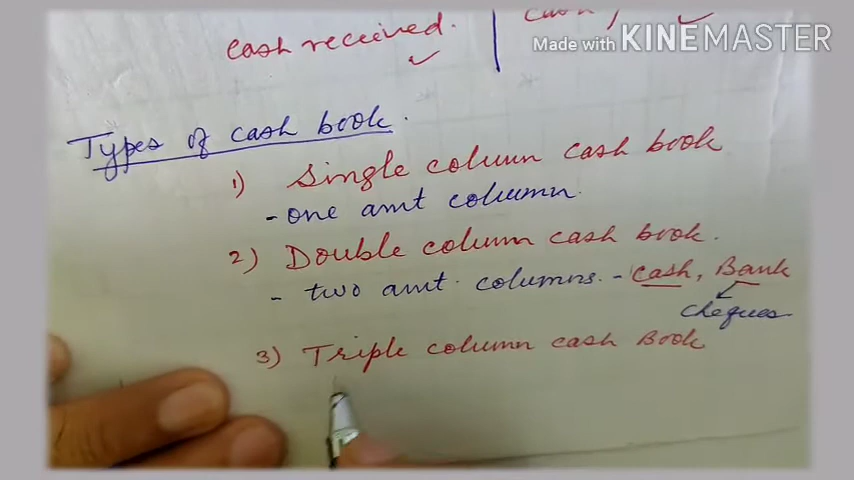 cash received.
cash
Made with KINEMASTER
Types of cash book.
1) Single column cash book
- one amt column.
2) Double column cash book.
- two amt. columns. - cash, Bank
cheques
3) Triple column cash Book